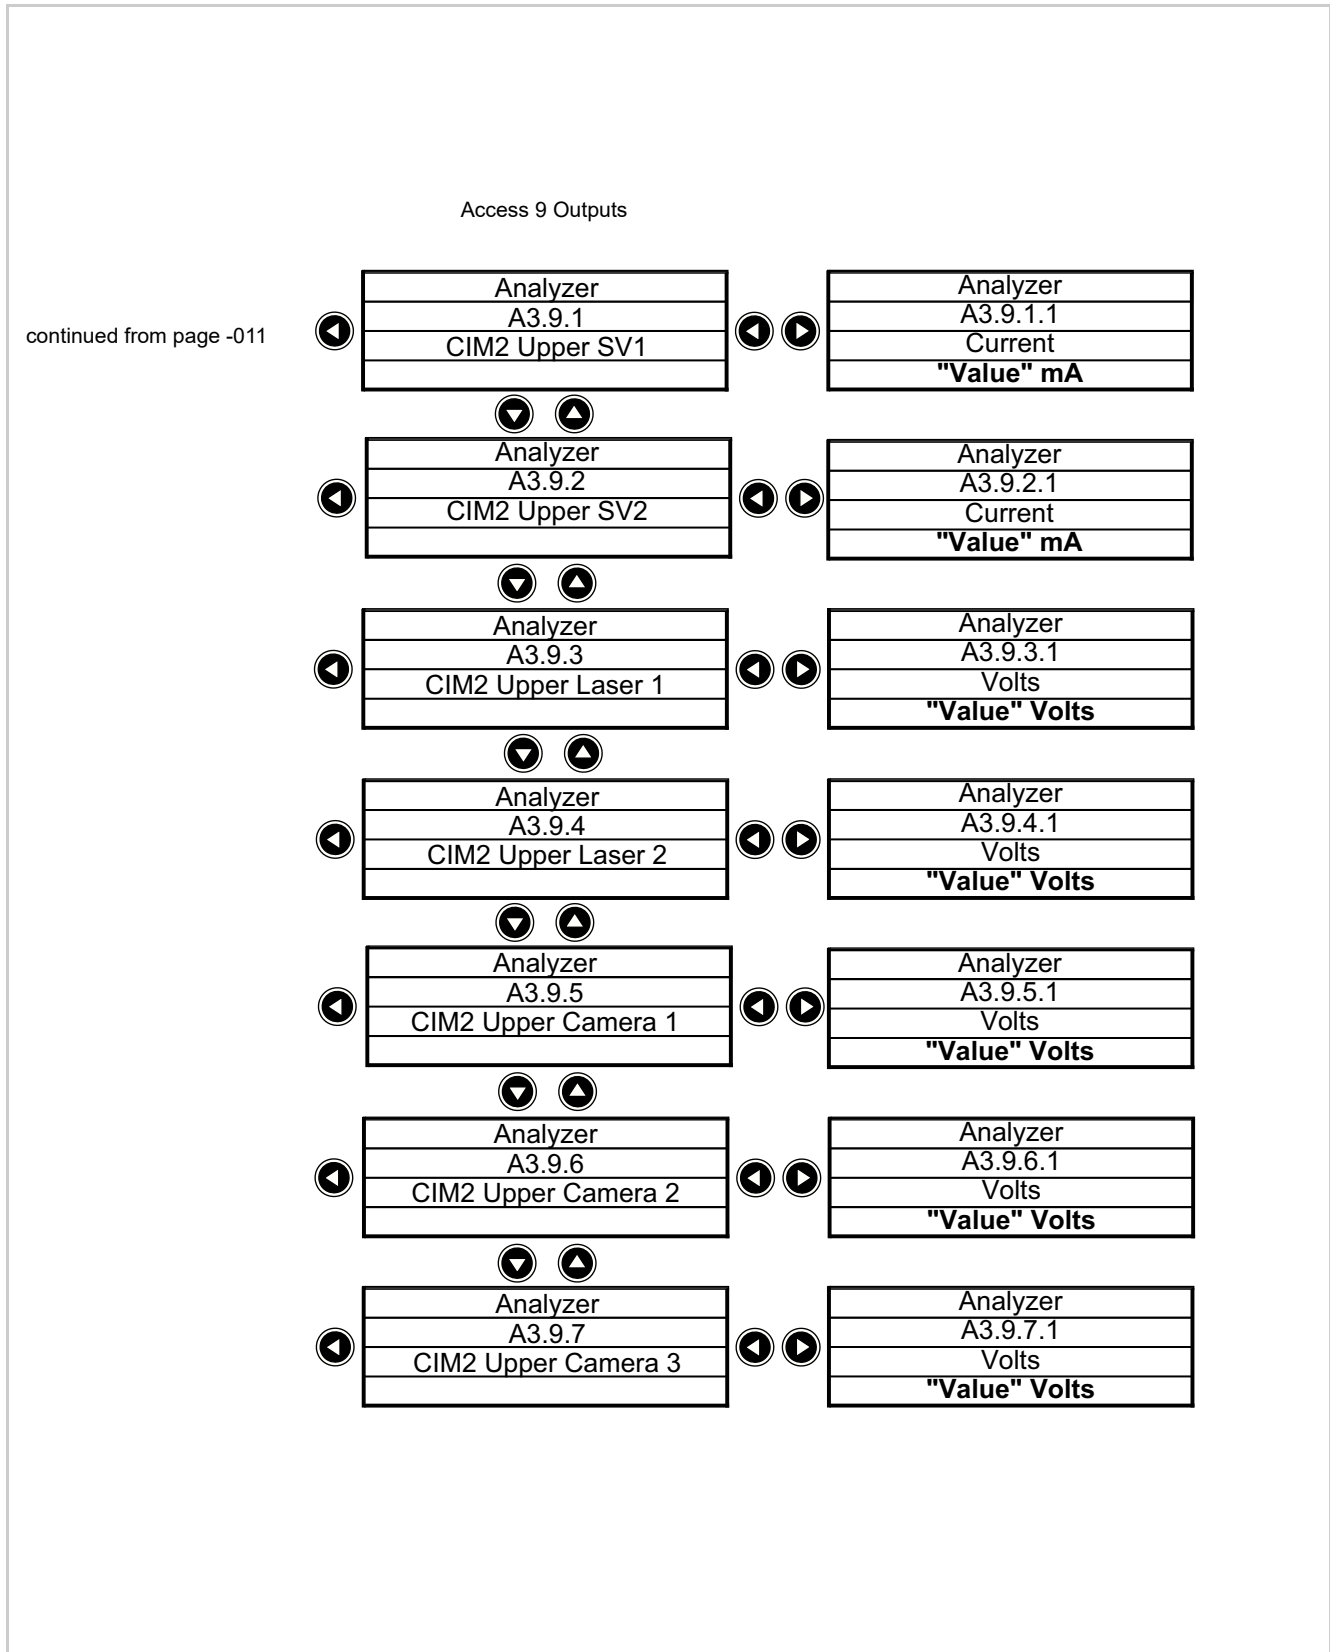 Access 9 Outputs
continued from page -011
Analyzer
A3.9.1
CIM2 Upper SV1
Analyzer
A3.9.1.1
Current
"Value" mA
Analyzer
A3.9.2
CIM2 Upper SV2
Analyzer
A3.9.2.1
Current
"Value" mA
Analyzer
A3.9.3
CIM2 Upper Laser 1
Analyzer
A3.9.3.1
Volts
"Value" Volts
Analyzer
A3.9.4
CIM2 Upper Laser 2
Analyzer
A3.9.4.1
Volts
"Value" Volts
Analyzer
A3.9.5
CIM2 Upper Camera 1
Analyzer
A3.9.5.1
Volts
"Value" Volts
Analyzer
A3.9.6
CIM2 Upper Camera 2
Analyzer
A3.9.6.1
Volts
"Value" Volts
Analyzer
A3.9.7
CIM2 Upper Camera 3
Analyzer
A3.9.7.1
Volts
"Value" Volts